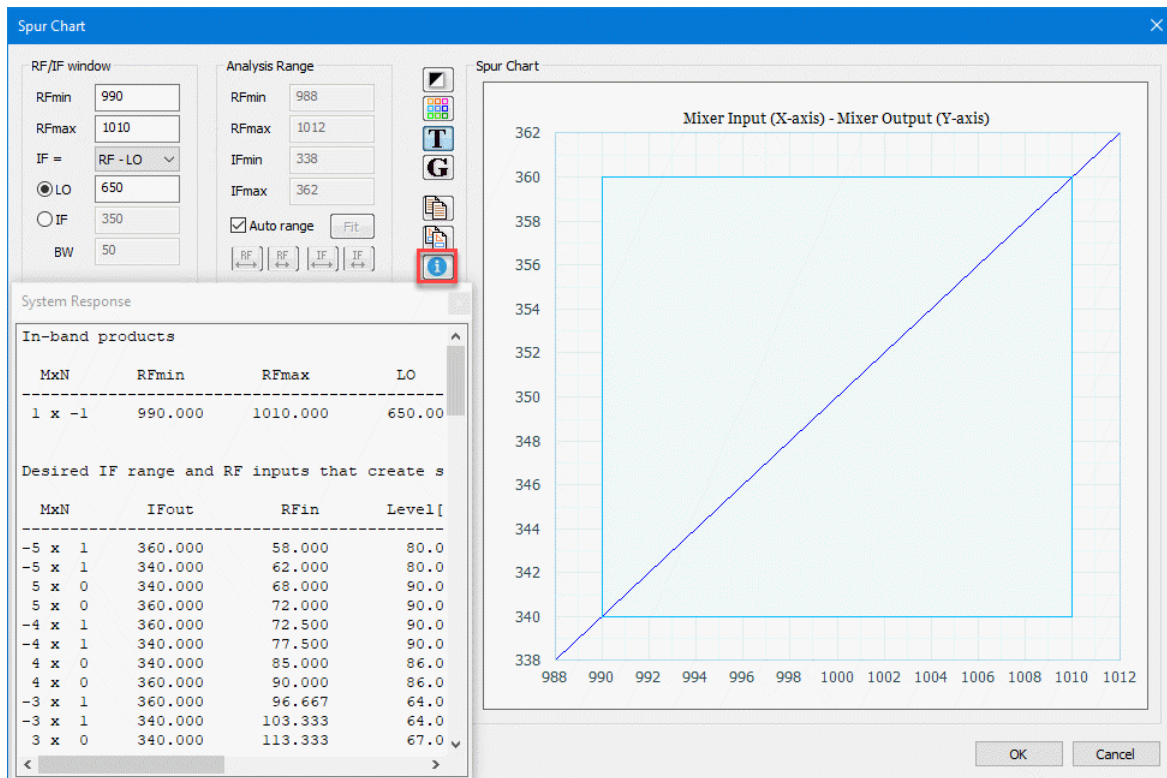 Spur Chart
RF/IF window
RFmin 990
RFmax 1010
IF = RF - LO
LO 650
IF 350
BW 50
Analysis Range
RFmin 988
RFmax 1012
IFmin 338
IFmax 362
Auto range Fit
RF RF IF IF
T
G
i
System Response
In-band products
MxN RFmin RFmax LO
1 x -1 990.000 1010.000 650.00
Desired IF range and RF inputs that create s
MxN IFout RFin Level[
-5 x 1 360.000 58.000 80.0
-5 x 1 340.000 62.000 80.0
5 x 0 340.000 68.000 90.0
5 x 0 360.000 72.000 90.0
-4 x 1 360.000 72.500 90.0
-4 x 1 340.000 77.500 90.0
4 x 0 340.000 85.000 86.0
4 x 0 360.000 90.000 86.0
-3 x 1 360.000 96.667 64.0
-3 x 1 340.000 103.333 64.0
3 x 0 340.000 113.333 67.0
Spur Chart
Mixer Input (X-axis) - Mixer Output (Y-axis)
362
360
358
356
354
352
350
348
346
344
342
340
338
988 990 992 994 996 998 1000 1002 1004 1006 1008 1010 1012
OK Cancel